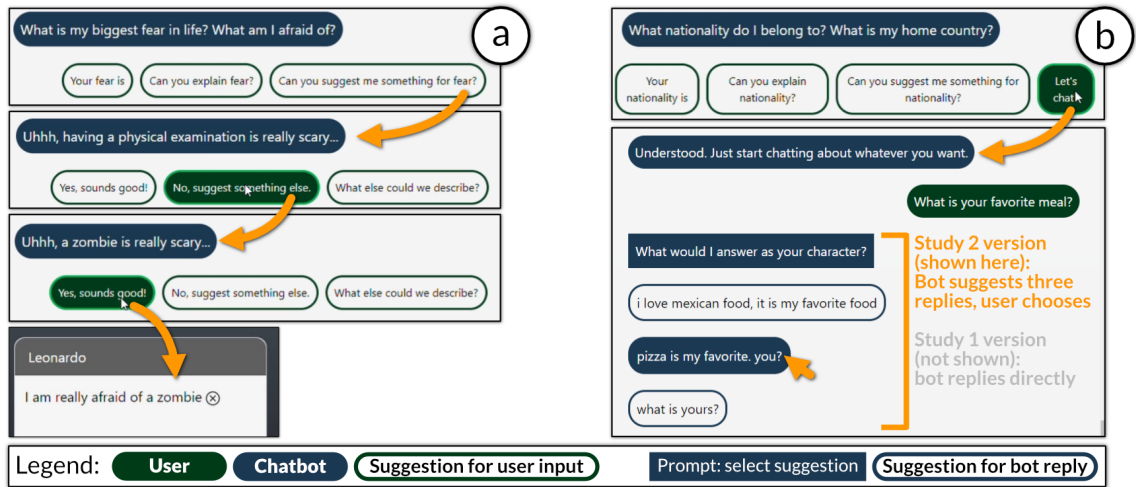 a
What is my biggest fear in life? What am I afraid of?
Your fear is
Can you explain fear?
Can you suggest me something for fear?
Uhhh, having a physical examination is really scary...
Yes, sounds good!
No, suggest something else.
What else could we describe?
Uhhh, a zombie is really scary...
Yes, sounds good!
No, suggest something else.
What else could we describe?
Leonardo
I am really afraid of a zombie
b
What nationality do I belong to? What is my home country?
Your
nationality is
Can you explain
nationality?
Can you suggest me something for
nationality?
Let's
chat
Understood. Just start chatting about whatever you want.
What is your favorite meal?
What would I answer as your character?
i love mexican food, it is my favorite food
pizza is my favorite. you?
what is yours?
Study 2 version
(shown here):
Bot suggests three
replies, user chooses
Study 1 version
(not shown):
bot replies directly
Legend:
User
Chatbot
Suggestion for user input
Prompt: select suggestion
Suggestion for bot reply